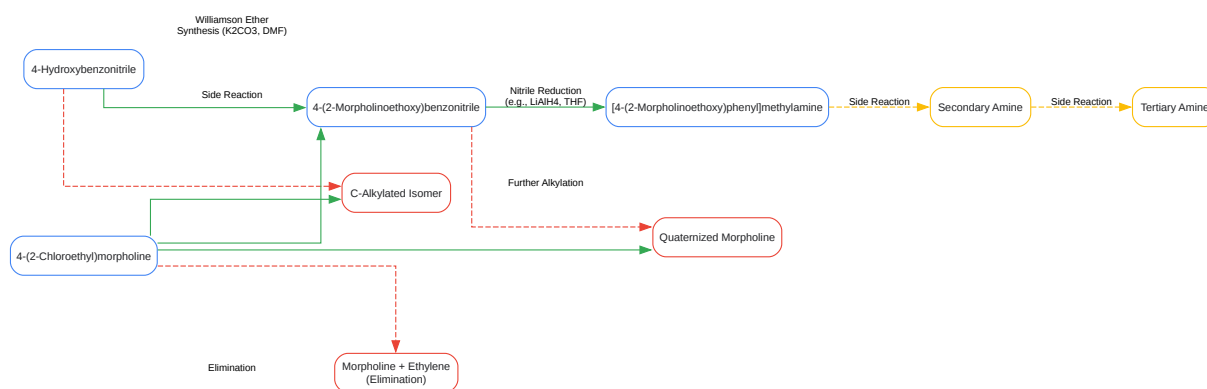 Williamson Ether
Synthesis (K2CO3, DMF)
4-Hydroxybenzonitrile
Side Reaction
4-(2-Morpholinoethoxy)benzonitrile
Nitrile Reduction
(e.g., LiAlH4, THF)
[4-(2-Morpholinoethoxy)phenyl]methylamine
Side Reaction
Secondary Amine
Side Reaction
Tertiary Amine
C-Alkylated Isomer
Further Alkylation
Quaternized Morpholine
4-(2-Chloroethyl)morpholine
Elimination
Morpholine + Ethylene
(Elimination)